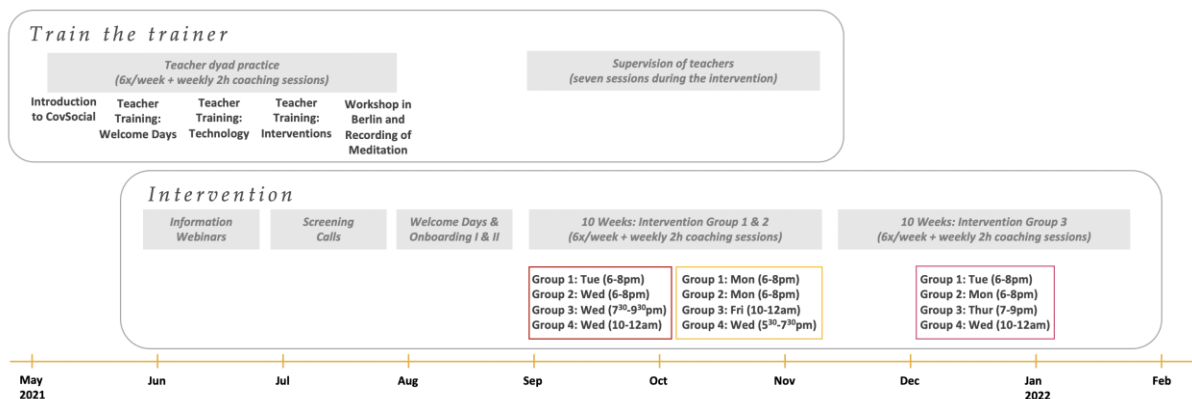 Train the trainer
Teacher dyad practice
(6x/week + weekly 2h coaching sessions)
Supervision of teachers
(seven sessions during the intervention)
Introduction
to CovSocial
Teacher
Training:
Welcome Days
Teacher
Training:
Technology
Teacher
Training:
Interventions
Workshop in
Berlin and
Recording of
Meditation
Intervention
Information
Webinars
Screening
Calls
Welcome Days &
Onboarding I & II
10 Weeks: Intervention Group 1 & 2
(6x/week + weekly 2h coaching sessions)
10 Weeks: Intervention Group 3
(6x/week + weekly 2h coaching sessions)
Group 1: Tue (6-8pm)
Group 2: Wed (6-8pm)
Group 3: Wed (7³⁰-9³⁰pm)
Group 4: Wed (10-12am)
Group 1: Mon (6-8pm)
Group 2: Mon (6-8pm)
Group 3: Fri (10-12am)
Group 4: Wed (5³⁰-7³⁰pm)
Group 1: Tue (6-8pm)
Group 2: Mon (6-8pm)
Group 3: Thur (7-9pm)
Group 4: Wed (10-12am)
May
2021
Jun
Jul
Aug
Sep
Oct
Nov
Dec
Jan
2022
Feb